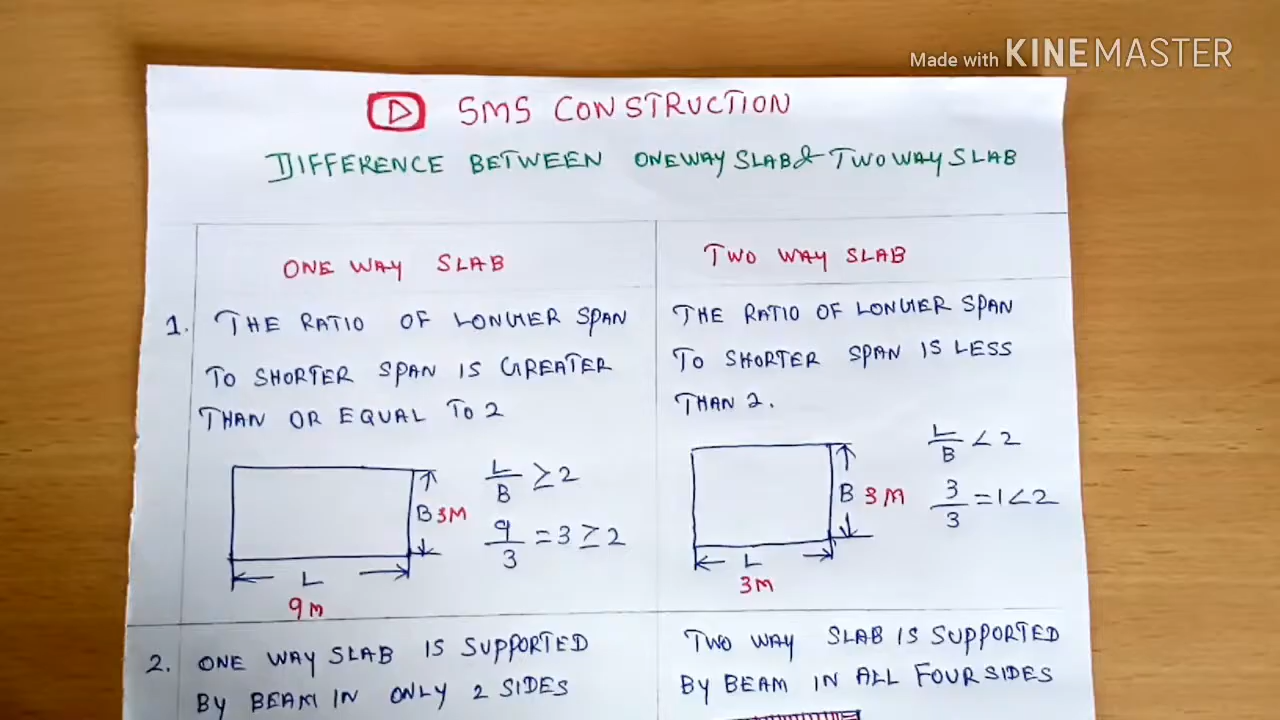 Made with KINEMASTER
SMS CONSTRUCTION
DIFFERENCE BETWEEN ONEWAY SLAB & TWO WAY SLAB
ONE WAY SLAB
1. THE RATIO OF LONGER SPAN
TO SHORTER SPAN IS GREATER
THAN OR EQUAL TO 2
L/B ≥ 2
B 3M
9/3 = 3 ≥ 2
L
9M
TWO WAY SLAB
THE RATIO OF LONGER SPAN
TO SHORTER SPAN IS LESS
THAN 2.
L/B < 2
B 3M
3/3 = 1 < 2
L
3M
2. ONE WAY SLAB IS SUPPORTED
BY BEAM IN ONLY 2 SIDES
TWO WAY SLAB IS SUPPORTED
BY BEAM IN ALL FOUR SIDES